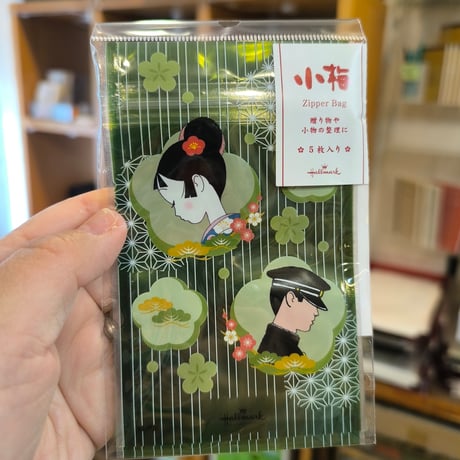 小梅
Zipper Bag
贈り物や
小物の整理に
✿ 5枚入り ✿
Hallmark
Hallmark